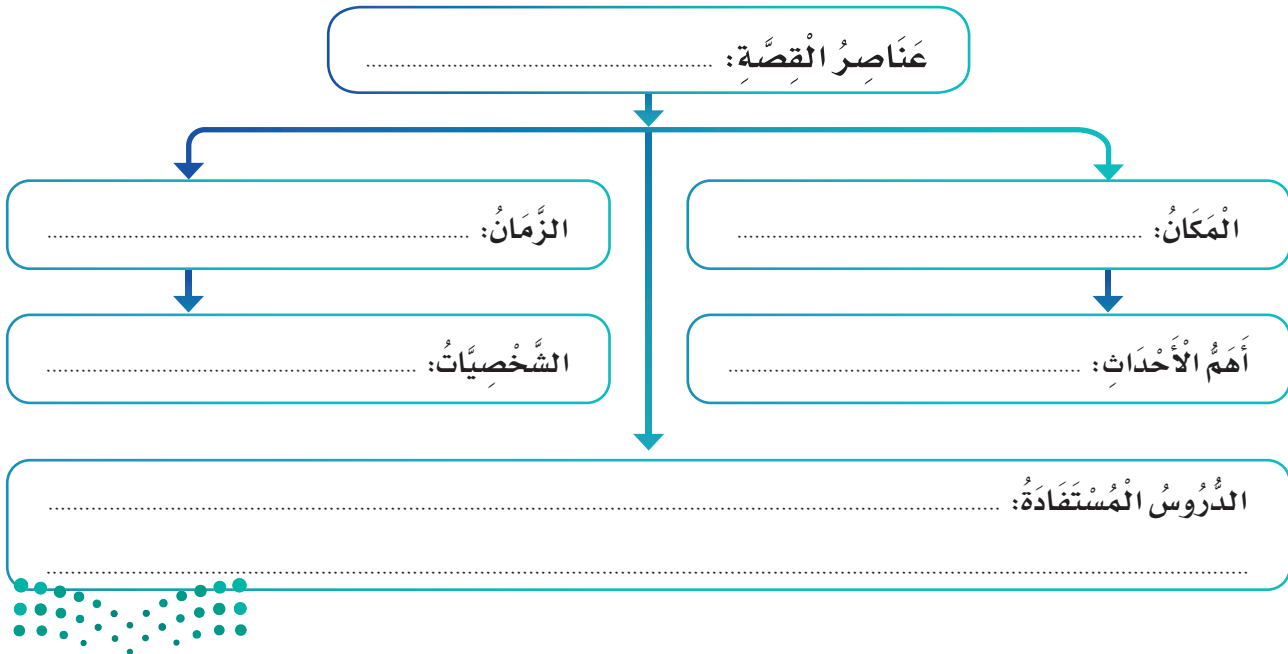 عَنَاصِرُ الْقِصَّةِ: ........................................................
الْمَكَانُ: ........................................................
الزَّمَانُ: ........................................................
أَهَمُّ الْأَحْدَاثِ: ........................................................
الشَّخْصِيَّاتُ: ........................................................
الدُّرُوسُ الْمُسْتَفَادَةُ: ........................................................
........................................................